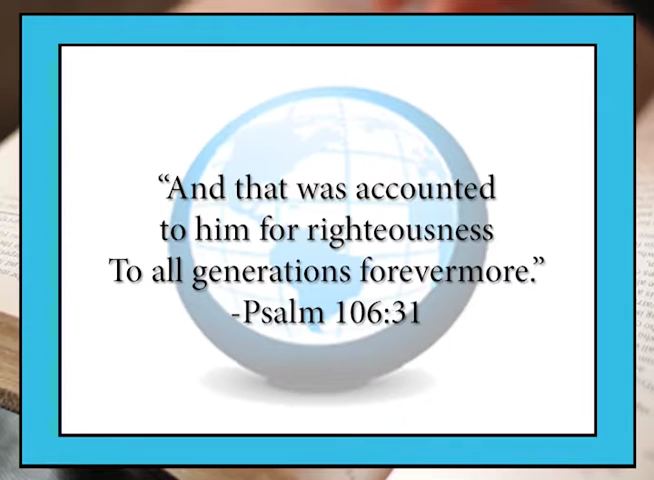 “And that was accounted
to him for righteousness
To all generations forevermore.”
-Psalm 106:31